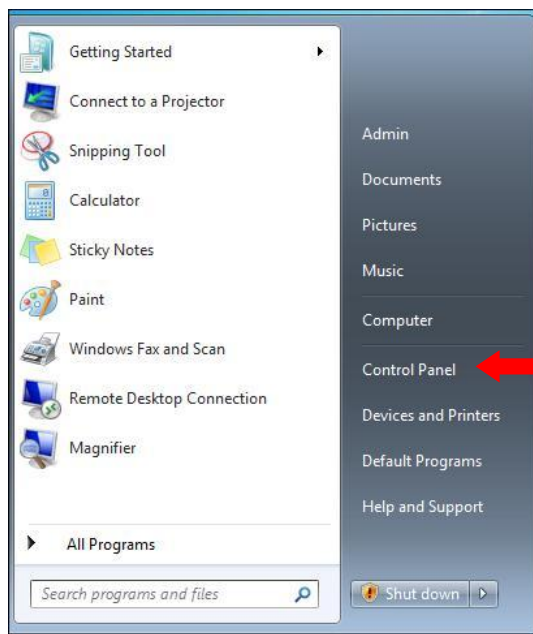 Getting Started
Connect to a Projector
Snipping Tool
Calculator
Sticky Notes
Paint
Windows Fax and Scan
Remote Desktop Connection
Magnifier
All Programs
Search programs and files
Admin
Documents
Pictures
Music
Computer
Control Panel
Devices and Printers
Default Programs
Help and Support
Shut down